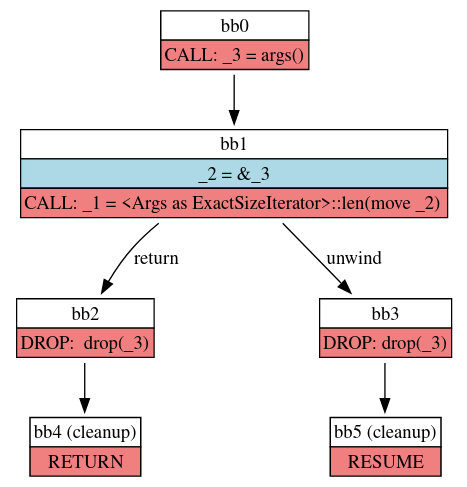 bb0
CALL: _3 = args()
bb1
_2 = &_3
CALL: _1 = <Args as ExactSizeIterator>::len(move _2)
return
unwind
bb2
DROP:  drop(_3)
bb3
DROP: drop(_3)
bb4 (cleanup)
RETURN
bb5 (cleanup)
RESUME